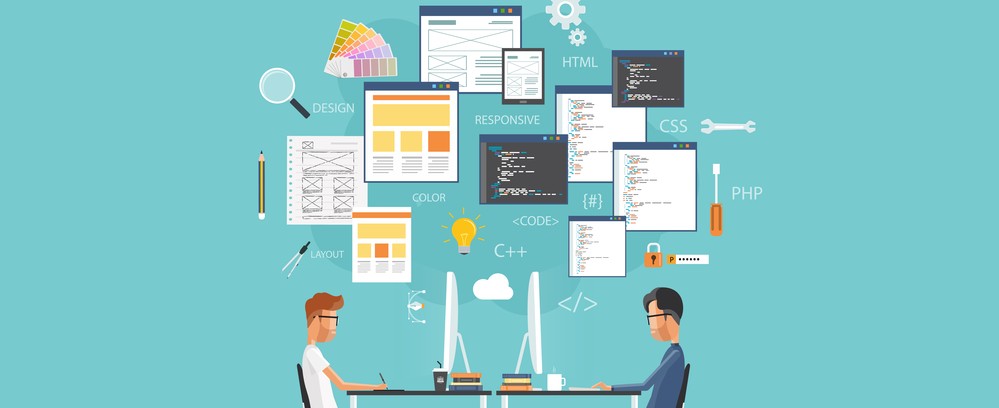 HTML
DESIGN
RESPONSIVE
CSS
COLOR
{#}
PHP
<CODE>
C++
LAYOUT
P
</>